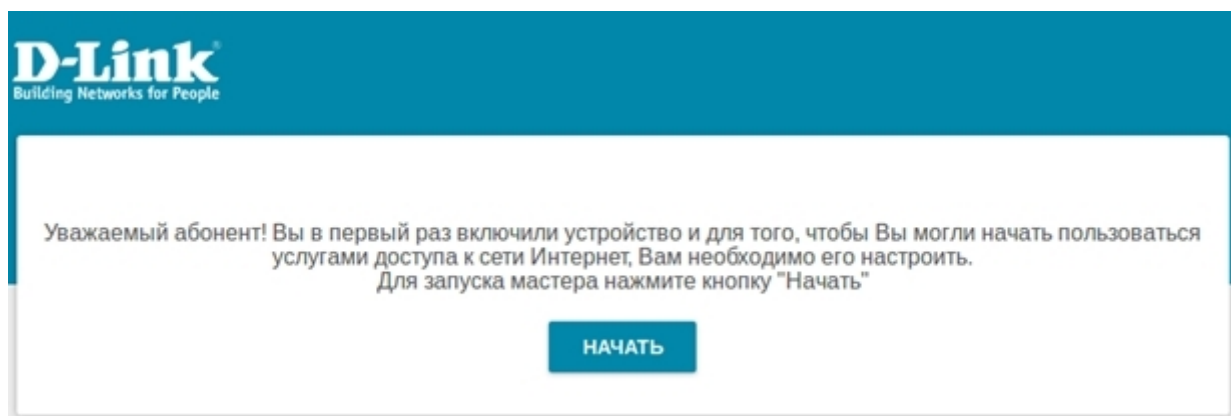 D-Link
Building Networks for People
Уважаемый абонент! Вы в первый раз включили устройство и для того, чтобы Вы могли начать пользоваться
услугами доступа к сети Интернет, Вам необходимо его настроить.
Для запуска мастера нажмите кнопку "Начать"
НАЧАТЬ